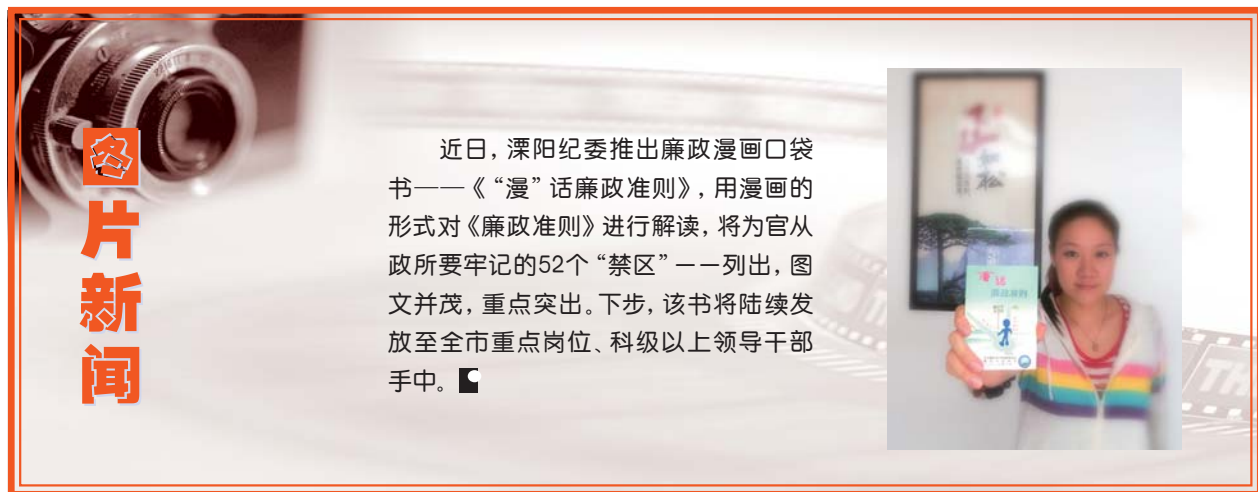 图片新闻
近日，溧阳纪委推出廉政漫画口袋
书——《“漫”话廉政准则》，用漫画的
形式对《廉政准则》进行解读，将为官从
政所要牢记的52个“禁区”一一列出，图
文并茂，重点突出。下步，该书将陆续发
放至全市重点岗位、科级以上领导干部
手中。